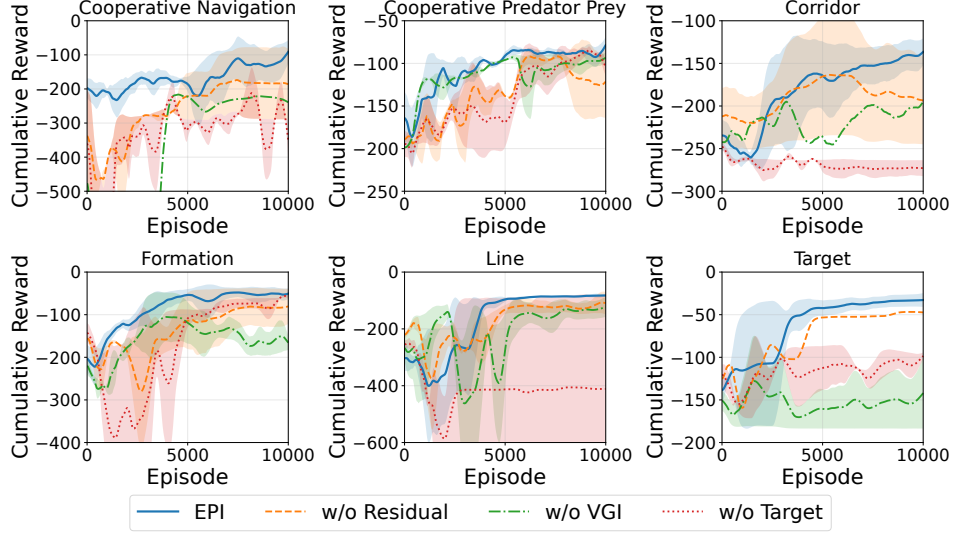 Cooperative Navigation
Cooperative Predator Prey
Corridor
Cumulative Reward
0
−100
−200
−300
−400
−500
0
5000
10000
Episode
Cumulative Reward
−50
−100
−150
−200
−250
0
5000
10000
Episode
Cumulative Reward
−100
−150
−200
−250
−300
0
5000
10000
Episode
Formation
Line
Target
Cumulative Reward
0
−100
−200
−300
−400
0
5000
10000
Episode
Cumulative Reward
0
−200
−400
−600
0
5000
10000
Episode
Cumulative Reward
0
−50
−100
−150
−200
0
5000
10000
Episode
EPI
w/o Residual
w/o VGI
w/o Target